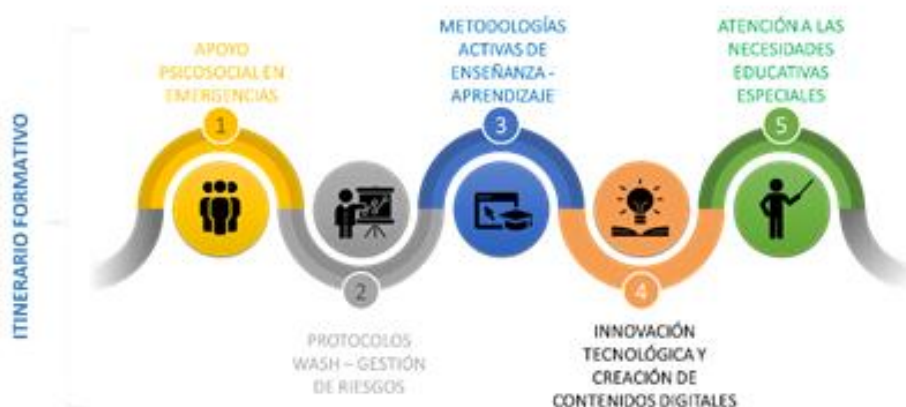 ITINERARIO FORMATIVO
APOYO
PSICOSOCIAL EN
EMERGENCIAS
1
2
PROTOCOLOS
WASH – GESTIÓN
DE RIESGOS
METODOLOGÍAS
ACTIVAS DE
ENSEÑANZA -
APRENDIZAJE
3
4
INNOVACIÓN
TECNOLÓGICA Y
CREACIÓN DE
CONTENIDOS DIGITALES
ATENCIÓN A LAS
NECESIDADES
EDUCATIVAS
ESPECIALES
5